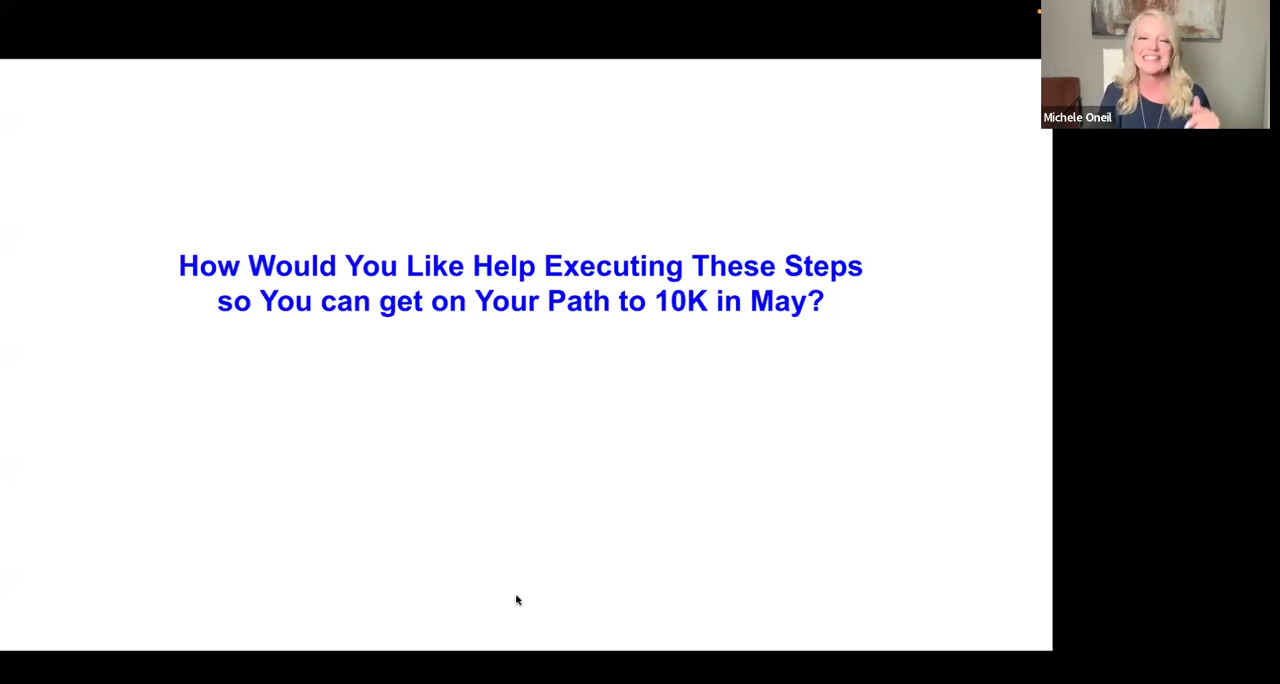 Michele Oneil
How Would You Like Help Executing These Steps
so You can get on Your Path to 10K in May?